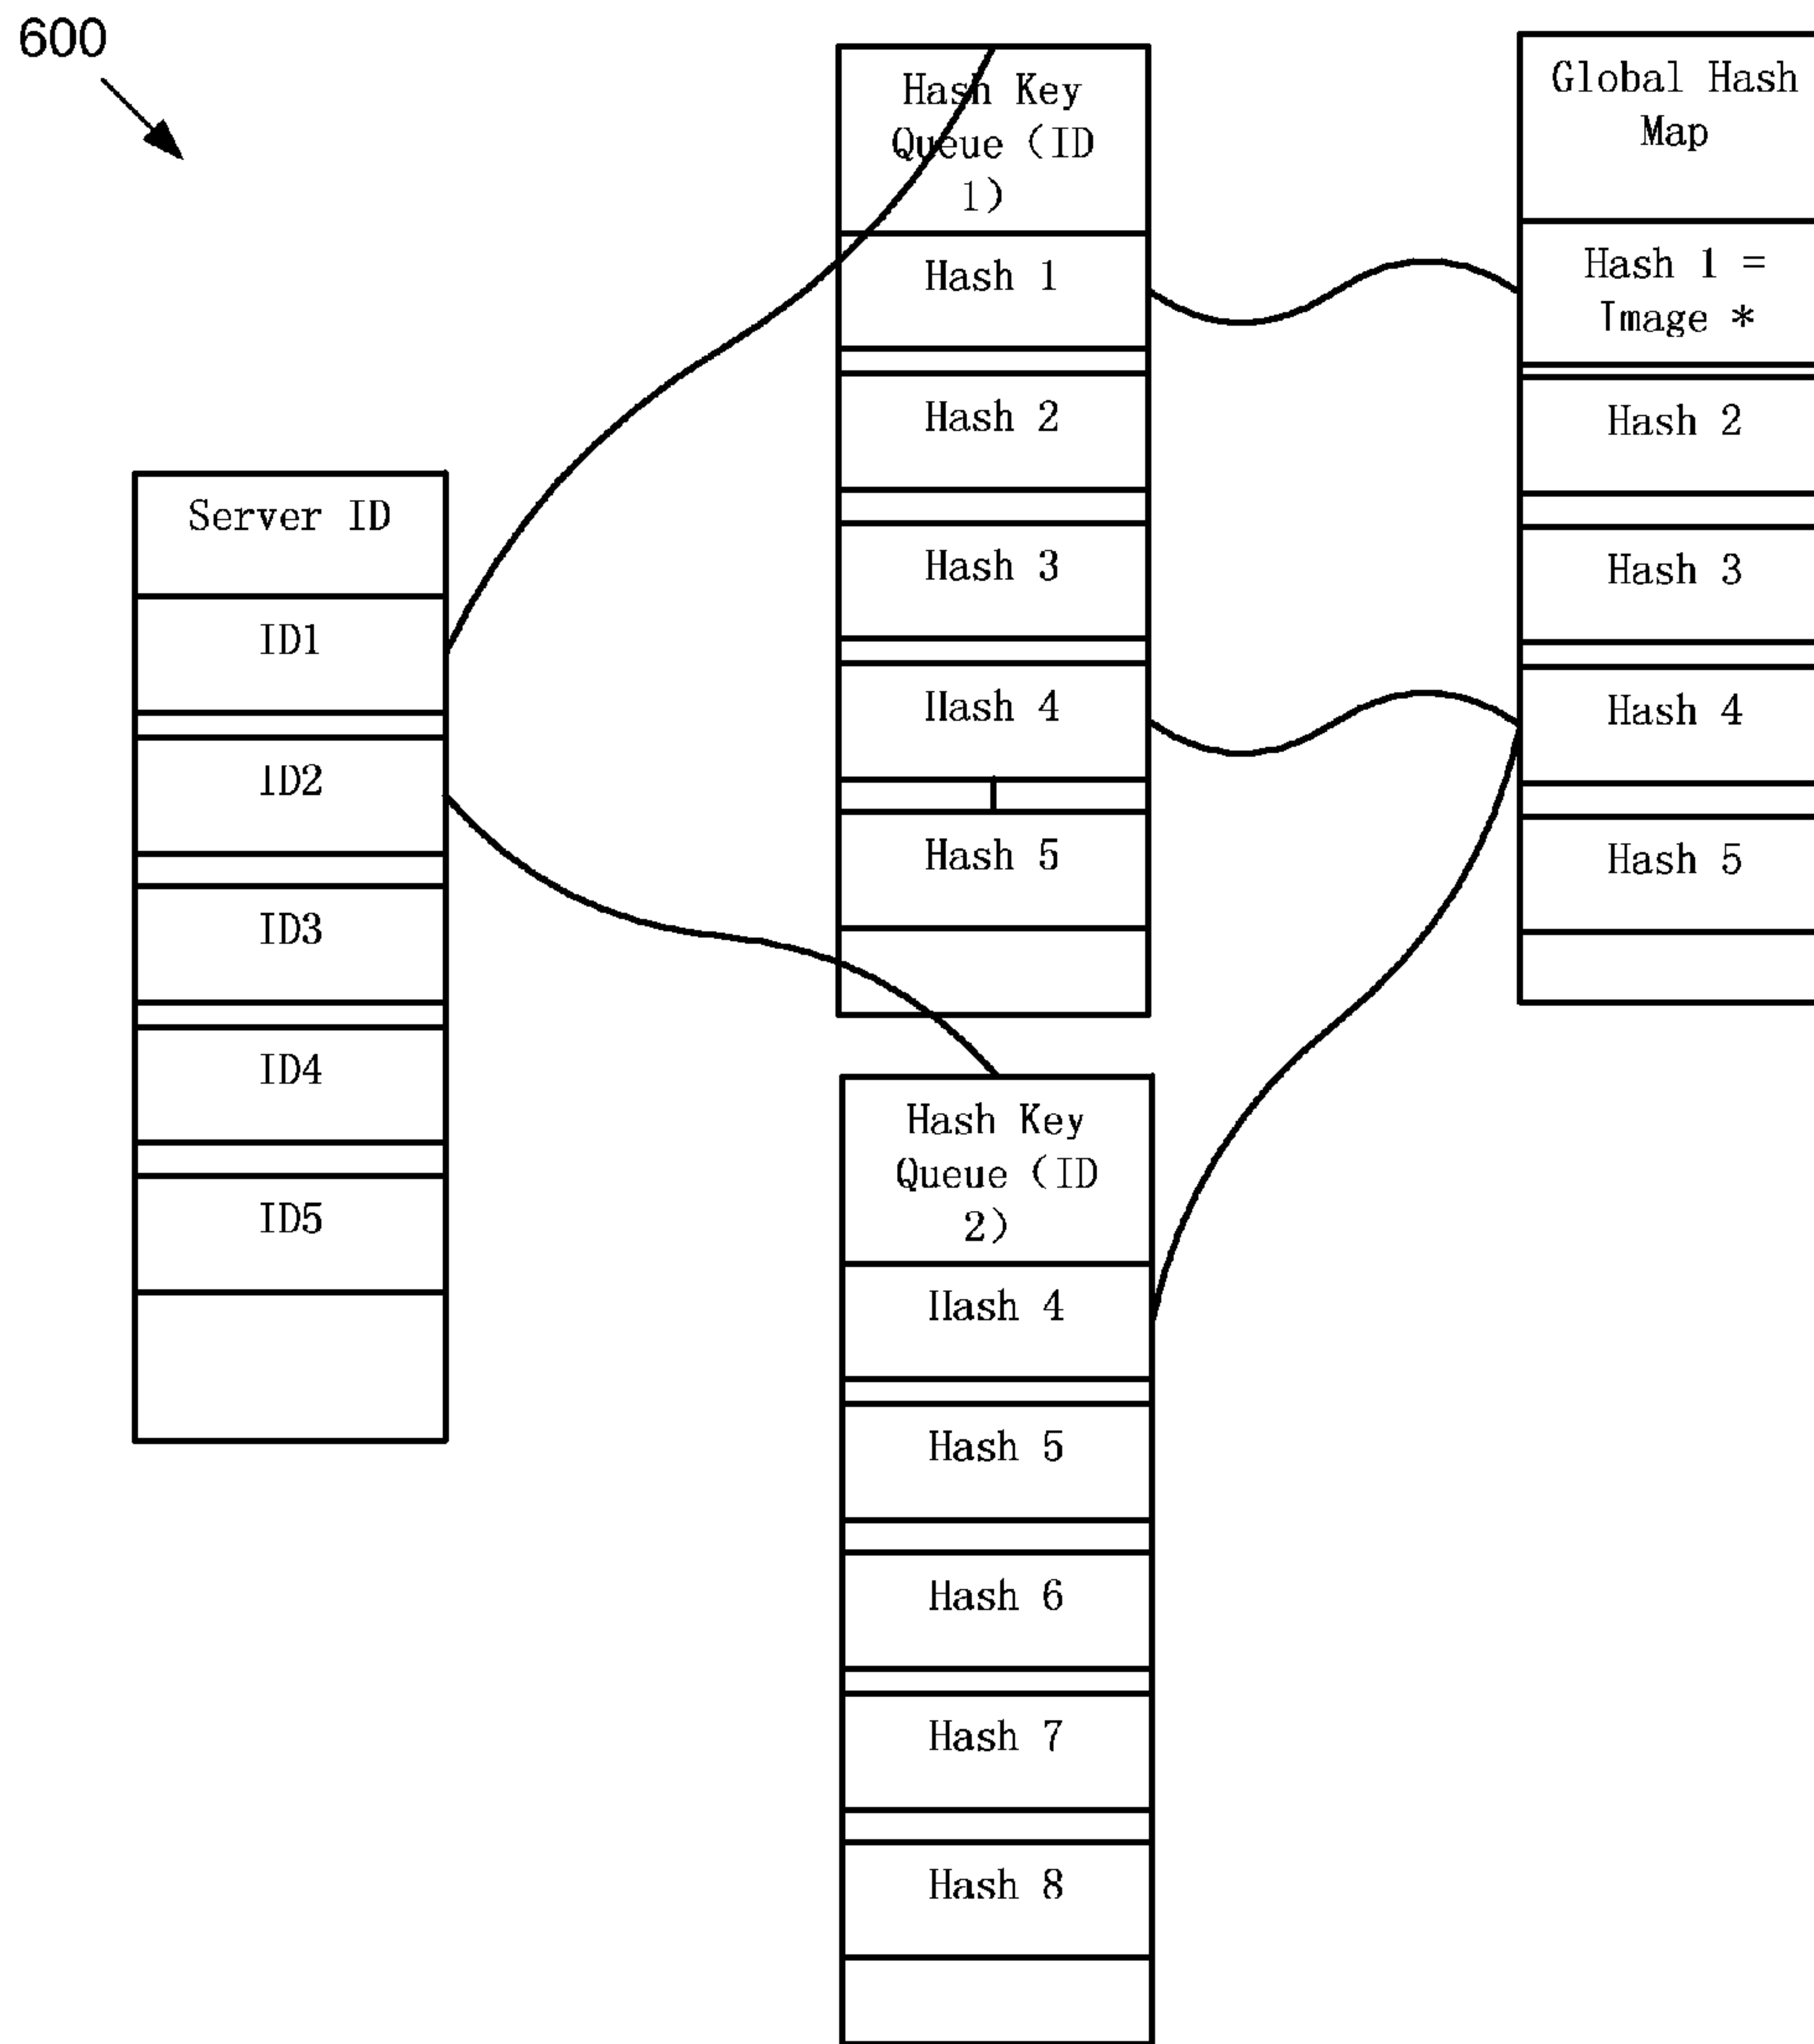 600
Server ID
ID1
ID2
ID3
ID4
ID5
Hash Key
Queue (ID
1)
Hash 1
Hash 2
Hash 3
Hash 4
Hash 5
Hash Key
Queue (ID
2)
Hash 4
Hash 5
Hash 6
Hash 7
Hash 8
Global Hash
Map
Hash 1 =
Image *
Hash 2
Hash 3
Hash 4
Hash 5